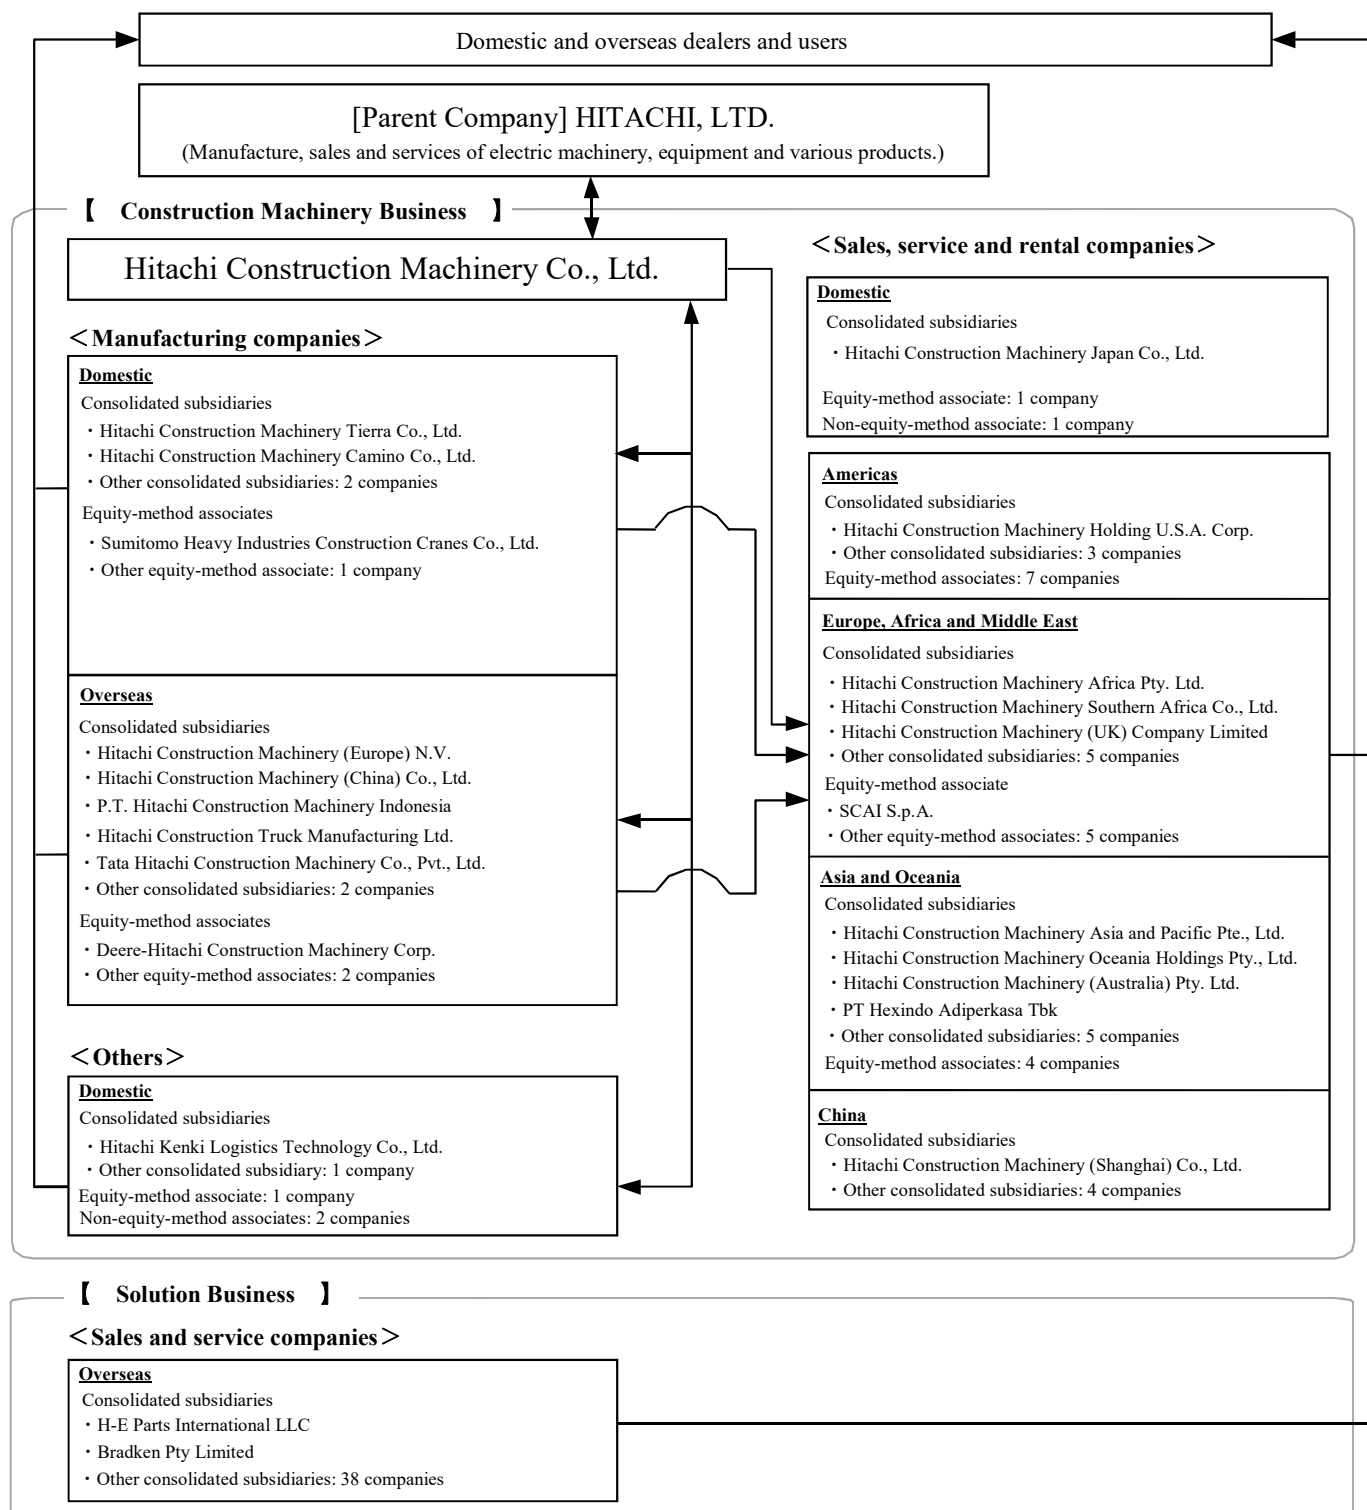 Domestic and overseas dealers and users
[Parent Company] HITACHI, LTD.
(Manufacture, sales and services of electric machinery, equipment and various products.)
【 Construction Machinery Business 】
Hitachi Construction Machinery Co., Ltd.
＜Manufacturing companies＞
Domestic
Consolidated subsidiaries
・Hitachi Construction Machinery Tierra Co., Ltd.
・Hitachi Construction Machinery Camino Co., Ltd.
・Other consolidated subsidiaries: 2 companies
Equity-method associates
・Sumitomo Heavy Industries Construction Cranes Co., Ltd.
・Other equity-method associate: 1 company
Overseas
Consolidated subsidiaries
・Hitachi Construction Machinery (Europe) N.V.
・Hitachi Construction Machinery (China) Co., Ltd.
・P.T. Hitachi Construction Machinery Indonesia
・Hitachi Construction Truck Manufacturing Ltd.
・Tata Hitachi Construction Machinery Co., Pvt., Ltd.
・Other consolidated subsidiaries: 2 companies
Equity-method associates
・Deere-Hitachi Construction Machinery Corp.
・Other equity-method associates: 2 companies
＜Others＞
Domestic
Consolidated subsidiaries
・Hitachi Kenki Logistics Technology Co., Ltd.
・Other consolidated subsidiary: 1 company
Equity-method associate: 1 company
Non-equity-method associates: 2 companies
＜Sales, service and rental companies＞
Domestic
Consolidated subsidiaries
・Hitachi Construction Machinery Japan Co., Ltd.
Equity-method associate: 1 company
Non-equity-method associate: 1 company
Americas
Consolidated subsidiaries
・Hitachi Construction Machinery Holding U.S.A. Corp.
・Other consolidated subsidiaries: 3 companies
Equity-method associates: 7 companies
Europe, Africa and Middle East
Consolidated subsidiaries
・Hitachi Construction Machinery Africa Pty. Ltd.
・Hitachi Construction Machinery Southern Africa Co., Ltd.
・Hitachi Construction Machinery (UK) Company Limited
・Other consolidated subsidiaries: 5 companies
Equity-method associate
・SCAI S.p.A.
・Other equity-method associates: 5 companies
Asia and Oceania
Consolidated subsidiaries
・Hitachi Construction Machinery Asia and Pacific Pte., Ltd.
・Hitachi Construction Machinery Oceania Holdings Pty., Ltd.
・Hitachi Construction Machinery (Australia) Pty. Ltd.
・PT Hexindo Adiperkasa Tbk
・Other consolidated subsidiaries: 5 companies
Equity-method associates: 4 companies
China
Consolidated subsidiaries
・Hitachi Construction Machinery (Shanghai) Co., Ltd.
・Other consolidated subsidiaries: 4 companies
【 Solution Business 】
＜Sales and service companies＞
Overseas
Consolidated subsidiaries
・H-E Parts International LLC
・Bradken Pty Limited
・Other consolidated subsidiaries: 38 companies